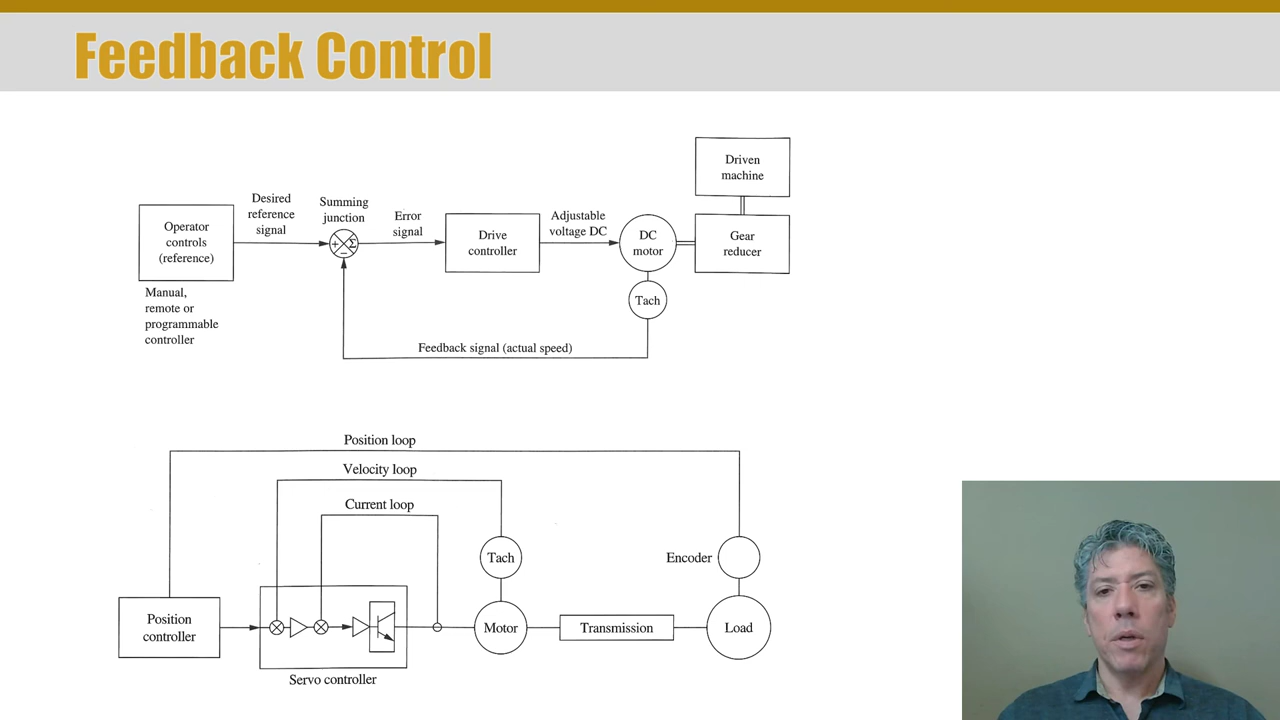 Feedback Control
Driven
machine
Desired
reference
signal
Summing
junction
Error
signal
Adjustable
voltage DC
Operator
controls
(reference)
+ Σ
−
Drive
controller
DC
motor
Gear
reducer
Manual,
remote or
programmable
controller
Tach
Feedback signal (actual speed)
Position loop
Velocity loop
Current loop
Tach
Encoder
Position
controller
Motor
Transmission
Load
Servo controller